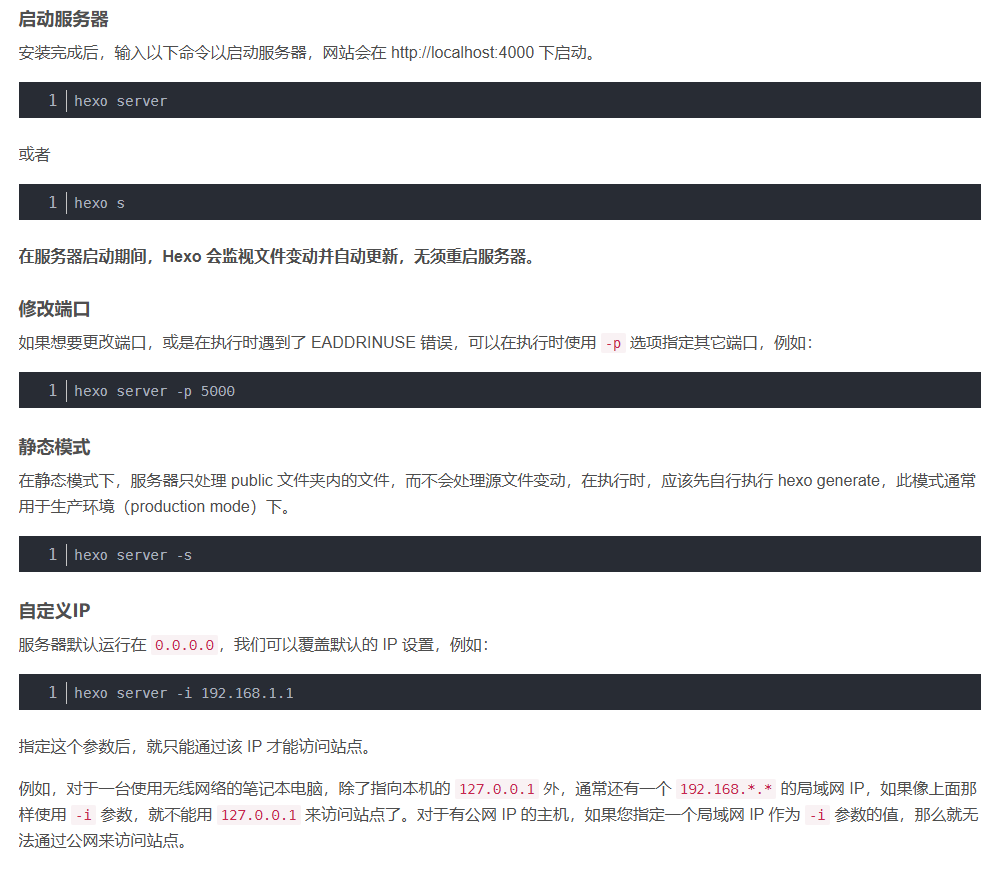 启动服务器
安装完成后，输入以下命令以启动服务器，网站会在 http://localhost:4000 下启动。
1 hexo server
或者
1 hexo s
在服务器启动期间，Hexo 会监视文件变动并自动更新，无须重启服务器。
修改端口
如果想要更改端口，或是在执行时遇到了 EADDRINUSE 错误，可以在执行时使用 -p 选项指定其它端口，例如：
1 hexo server -p 5000
静态模式
在静态模式下，服务器只处理 public 文件夹内的文件，而不会处理源文件变动，在执行时，应该先自行执行 hexo generate，此模式通常
用于生产环境（production mode）下。
1 hexo server -s
自定义IP
服务器默认运行在 0.0.0.0，我们可以覆盖默认的 IP 设置，例如：
1 hexo server -i 192.168.1.1
指定这个参数后，就只能通过该 IP 才能访问站点。
例如，对于一台使用无线网络的笔记本电脑，除了指向本机的 127.0.0.1 外，通常还有一个 192.168.*.* 的局域网 IP，如果像上面那
样使用 -i 参数，就不能用 127.0.0.1 来访问站点了。对于有公网 IP 的主机，如果您指定一个局域网 IP 作为 -i 参数的值，那么就无
法通过公网来访问站点。